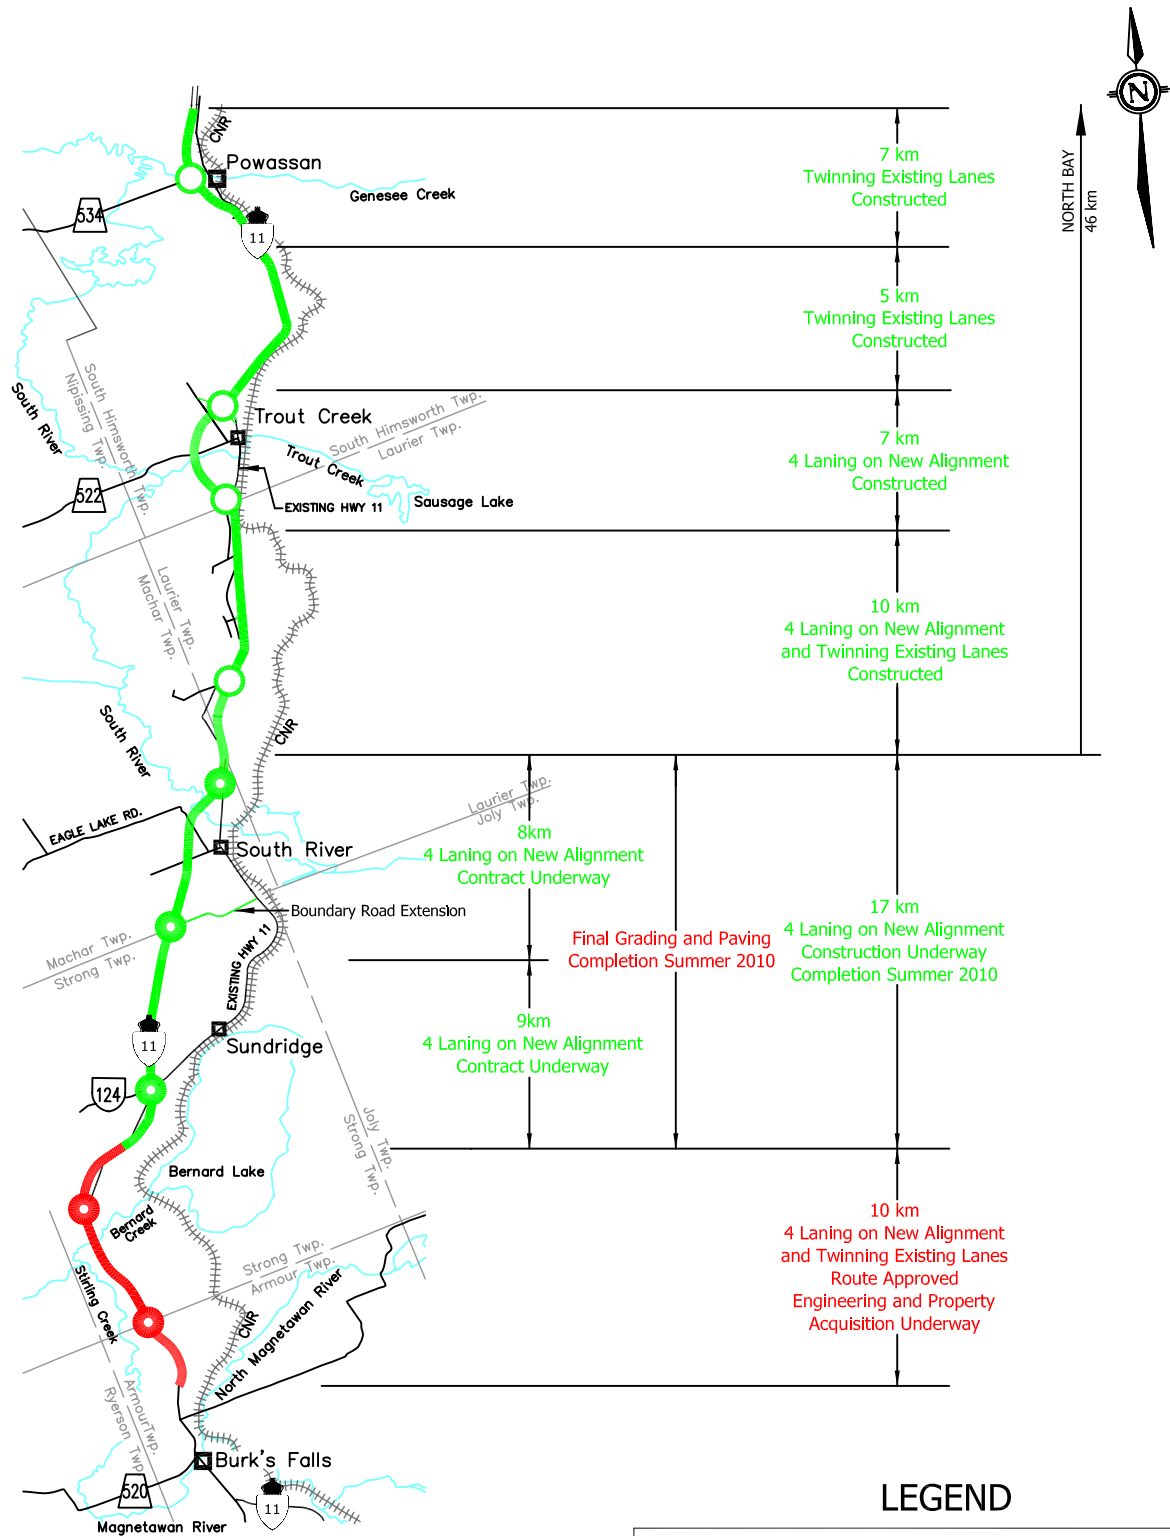 N
CNR
Powassan
Genesee Creek
534
11
7 km
Twinning Existing Lanes
Constructed
NORTH BAY
46 km
5 km
Twinning Existing Lanes
Constructed
South River
South Himsworth Twp.
Nipissing Twp.
Trout Creek
South Himsworth Twp.
Laurier Twp.
Trout Creek
Sausage Lake
522
EXISTING HWY 11
7 km
4 Laning on New Alignment
Constructed
Laurier Twp.
Machar Twp.
10 km
4 Laning on New Alignment
and Twinning Existing Lanes
Constructed
South River
CNR
EAGLE LAKE RD.
South River
Laurier Twp.
Joly Twp.
8km
4 Laning on New Alignment
Contract Underway
Boundary Road Extension
Machar Twp.
Strong Twp.
EXISTING HWY 11
Final Grading and Paving
Completion Summer 2010
17 km
4 Laning on New Alignment
Construction Underway
Completion Summer 2010
9km
4 Laning on New Alignment
Contract Underway
11
Sundridge
124
Joly Twp.
Strong Twp.
Bernard Lake
Bernard
Creek
Stirling Creek
Strong Twp.
Armour Twp.
CNR
North Magnetawan River
10 km
4 Laning on New Alignment
and Twinning Existing Lanes
Route Approved
Engineering and Property
Acquisition Underway
ArmourTwp.
Ryerson Twp.
Burk's Falls
520
11
Magnetawan River
LEGEND